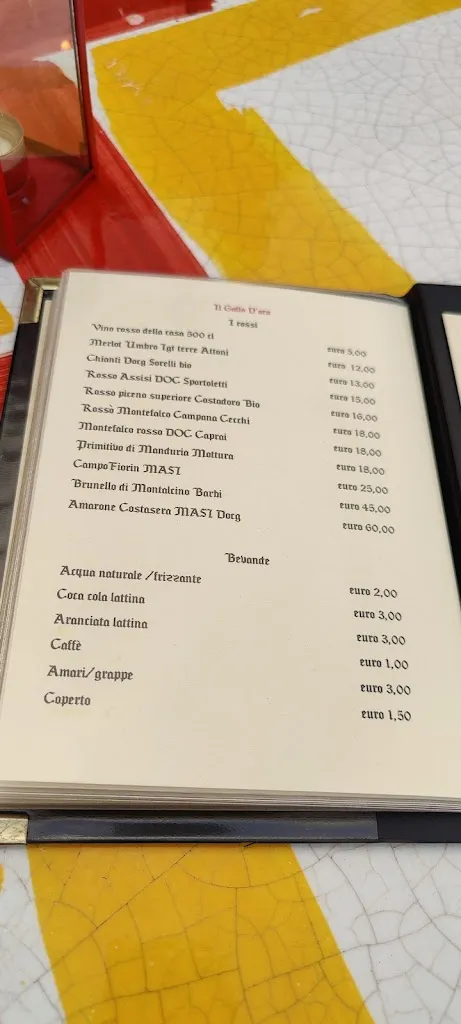 Il D'oro
I rossi
Vino rosso della casa 500 cl euro 5,00
Merlot Umbro Igt terre Attoni euro 12,00
Chianti Docg Sorelli bio euro 13,00
Rosso Assisi DOC Sportoletti euro 15,00
Rosso piceno superiore Costadoro Bio euro 16,00
Rosso Montefalco Campana Cecchi euro 18,00
Montefalco rosso DOC Caprai euro 18,00
Primitivo di Manduria Mottura euro 18,00
CampoFiorin MASI euro 25,00
Brunello di Montalcino Barbi euro 45,00
Amarone Costasera MASI Docg euro 60,00
Bevande
Acqua naturale /frizzante euro 2,00
Coca cola lattina euro 3,00
Aranciata lattina euro 3,00
Caffè euro 1,00
Amari/grappe euro 3,00
Coperto euro 1,50